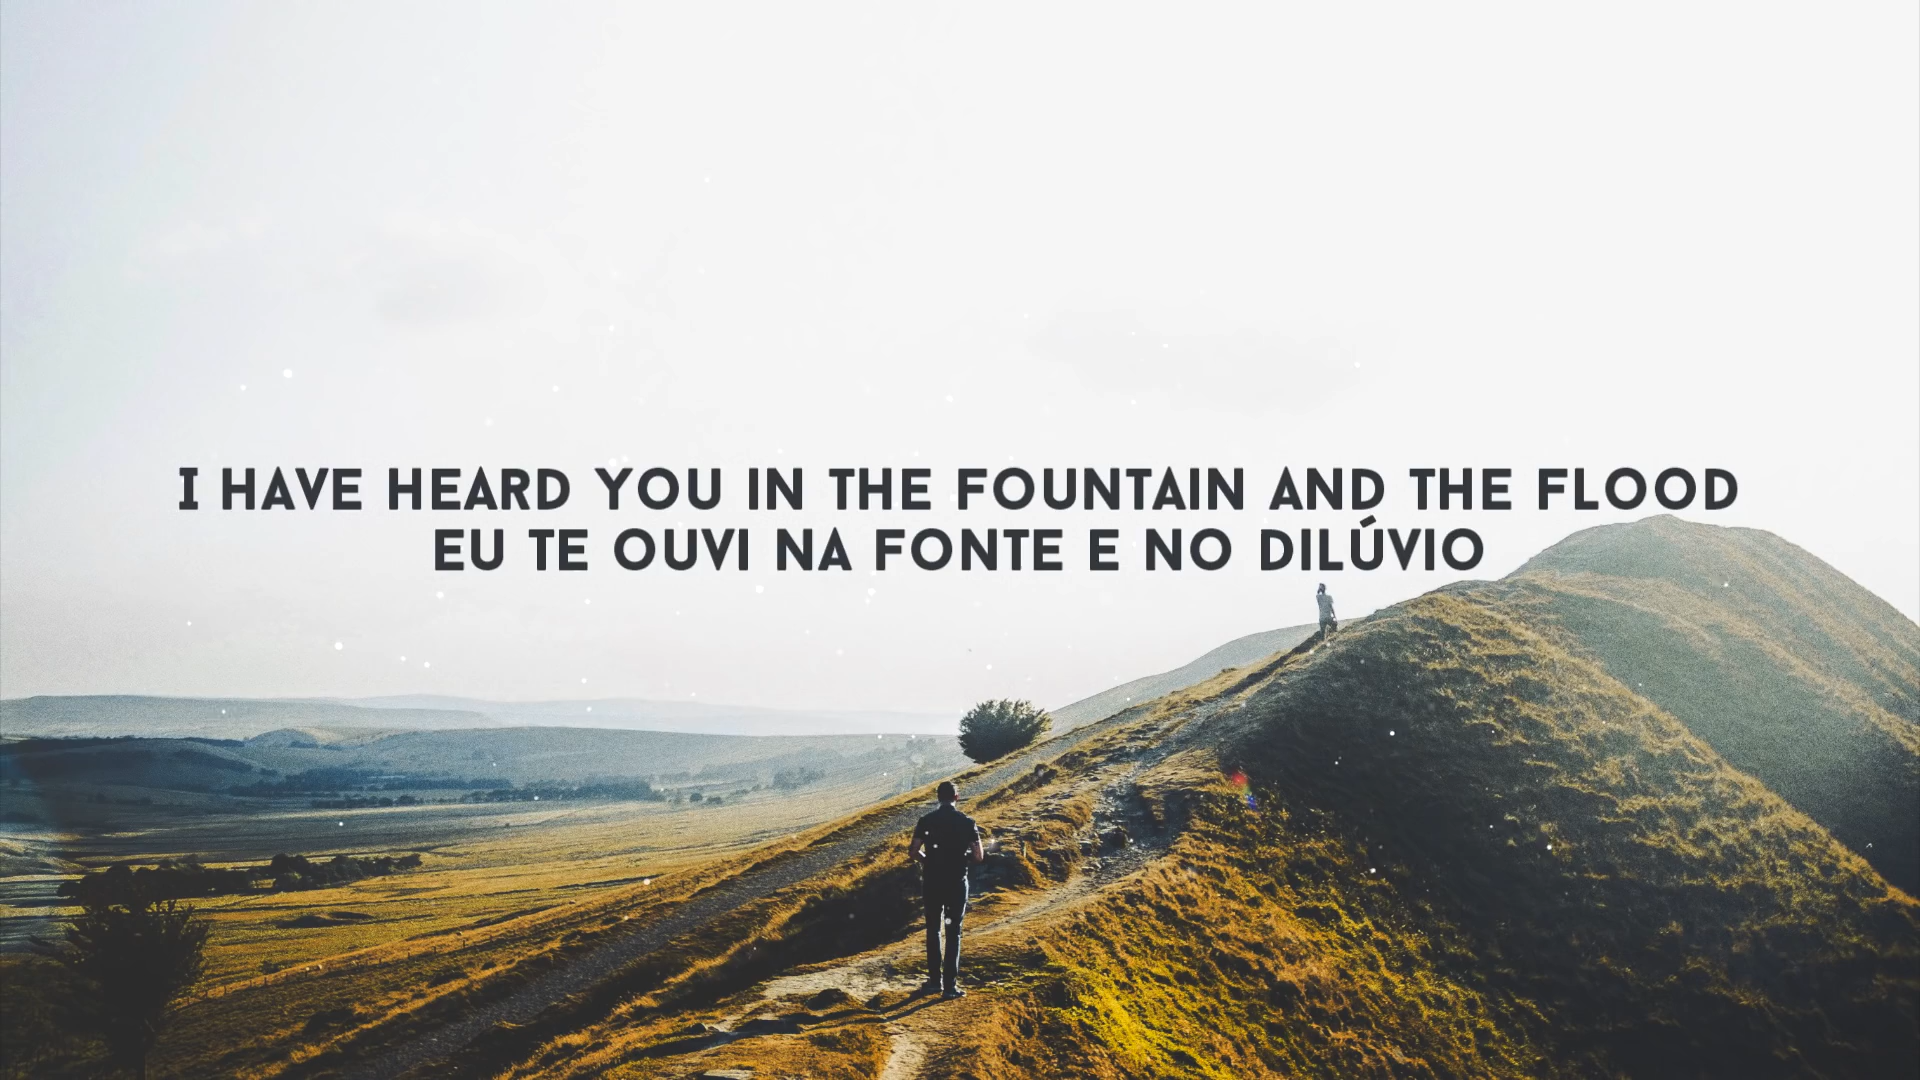 I HAVE HEARD YOU IN THE FOUNTAIN AND THE FLOOD
EU TE OUVI NA FONTE E NO DILÚVIO